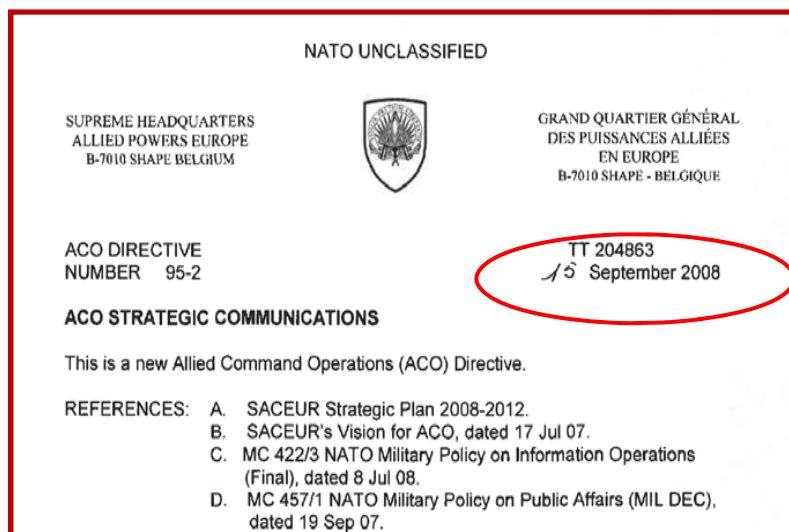 NATO UNCLASSIFIED
SUPREME HEADQUARTERS
ALLIED POWERS EUROPE
B-7010 SHAPE BELGIUM
GRAND QUARTIER GÉNÉRAL
DES PUISSANCES ALLIÉES
EN EUROPE
B-7010 SHAPE - BELGIQUE
ACO DIRECTIVE
NUMBER 95-2
TT 204863
15 September 2008
ACO STRATEGIC COMMUNICATIONS
This is a new Allied Command Operations (ACO) Directive.
REFERENCES: A. SACEUR Strategic Plan 2008-2012.
B. SACEUR's Vision for ACO, dated 17 Jul 07.
C. MC 422/3 NATO Military Policy on Information Operations
(Final), dated 8 Jul 08.
D. MC 457/1 NATO Military Policy on Public Affairs (MIL DEC),
dated 19 Sep 07.